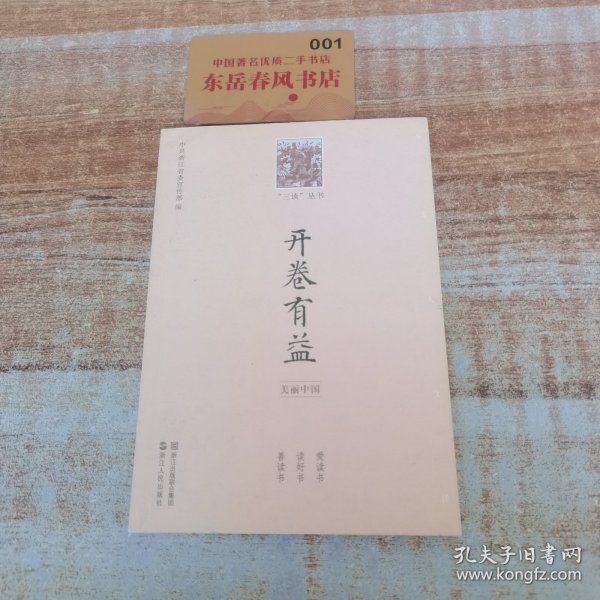 001
中国著名优质二手书店
东岳春风书店
中共浙江省委宣传部 编
“三读”丛书
开卷有益
美丽中国
爱读书
读好书
善读书
浙江出版联合集团
浙江人民出版社
孔夫子旧书网
www.kongfz.com